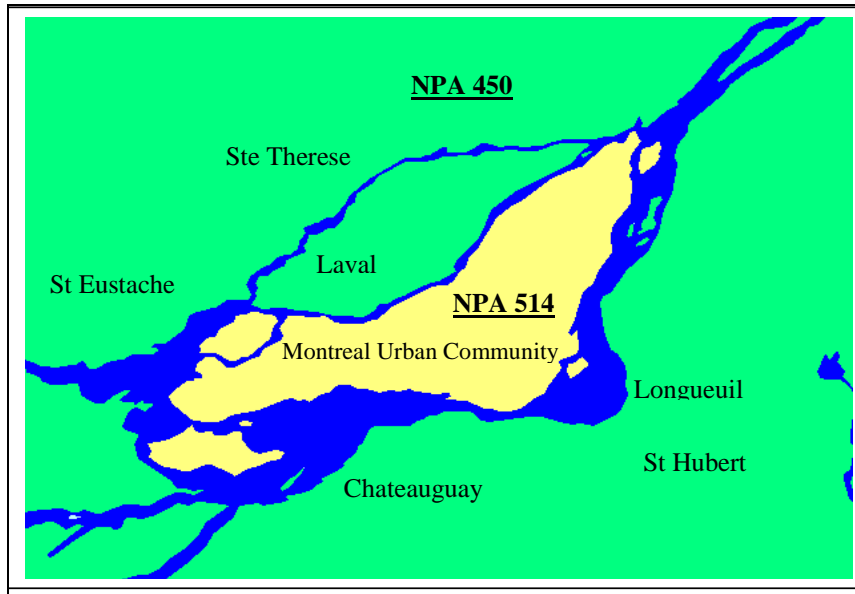 NPA 450
Ste Therese
Laval
St Eustache
NPA 514
Montreal Urban Community
Longueuil
St Hubert
Chateauguay